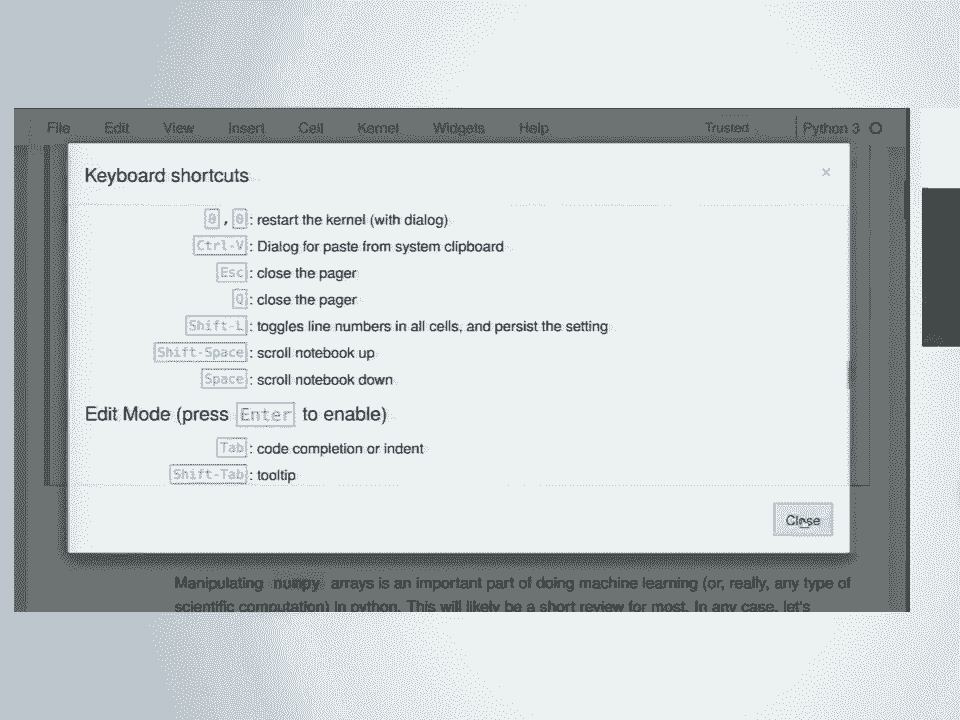 File Edit View Insert Cell Kernel Widgets Help Trusted Python 3
Keyboard shortcuts ×
0 , 0 : restart the kernel (with dialog)
Ctrl-V : Dialog for paste from system clipboard
Esc : close the pager
Q : close the pager
Shift-L : toggles line numbers in all cells, and persist the setting
Shift-Space : scroll notebook up
Space : scroll notebook down
Edit Mode (press Enter to enable)
Tab : code completion or indent
Shift-Tab : tooltip
Close
Manipulating numpy arrays is an important part of doing machine learning (or, really, any type of
scientific computation) in python. This will likely be a short review for most. In any case, let's